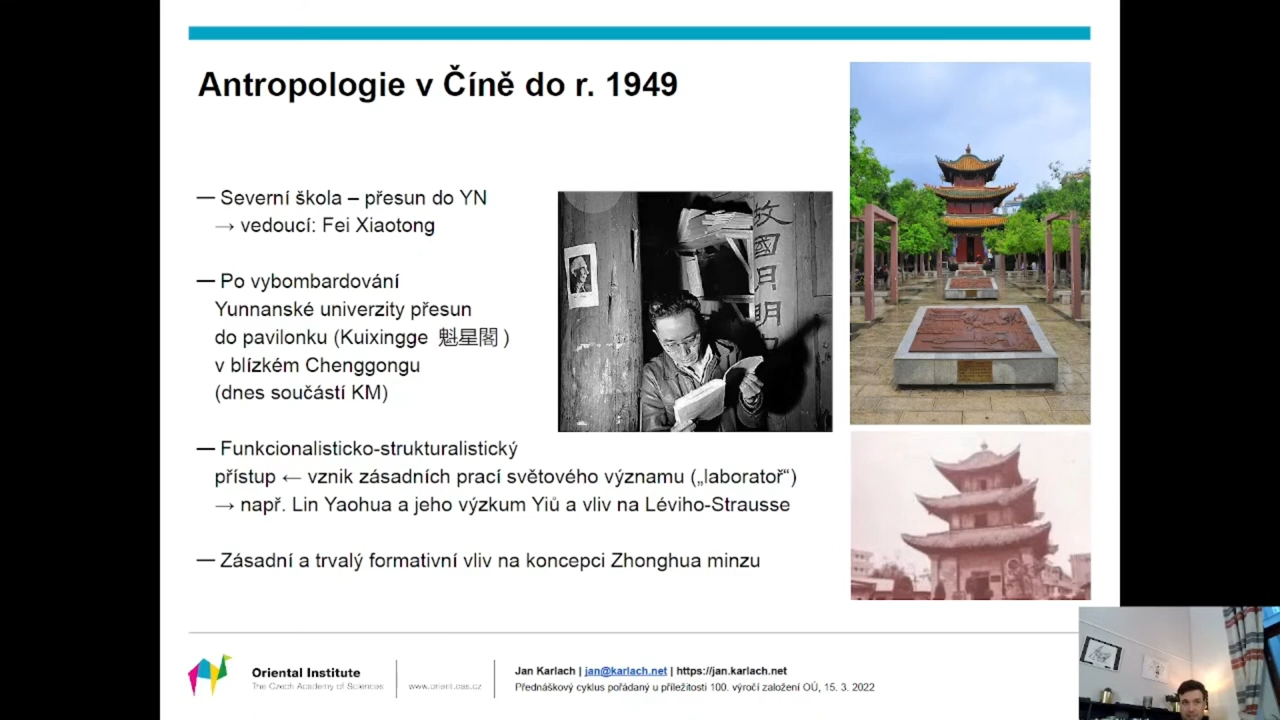 Antropologie v Číně do r. 1949
— Severní škola – přesun do YN
→ vedoucí: Fei Xiaotong
— Po vybombardování
Yunnanské univerzity přesun
do pavilonku (Kuixingge 魁星閣)
v blízkém Chenggongu
(dnes součástí KM)
— Funkcionalisticko-strukturalistický
přístup ← vznik zásadních prací světového významu („laboratoř“)
→ např. Lin Yaohua a jeho výzkum Yiů a vliv na Léviho-Strausse
— Zásadní a trvalý formativní vliv na koncepci Zhonghua minzu
故國月明
Oriental Institute
The Czech Academy of Sciences
www.orient.cas.cz
Jan Karlach | jan@karlach.net | https://jan.karlach.net
Přednáškový cyklus pořádaný u příležitosti 100. výročí založení OÚ, 15. 3. 2022